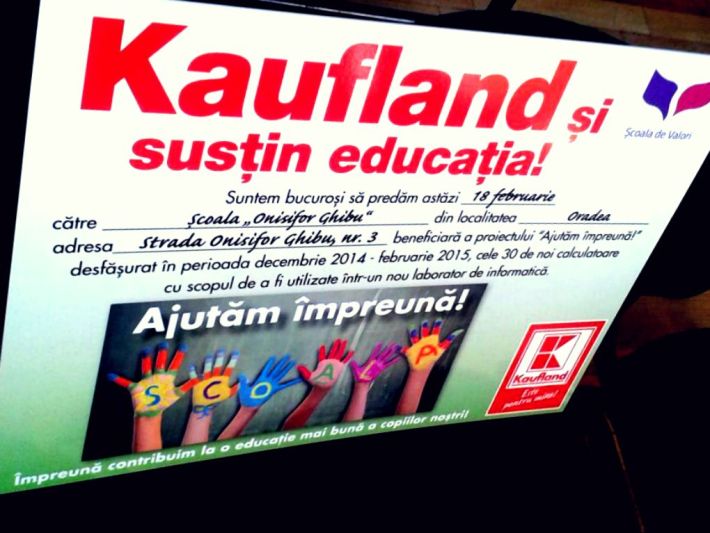 Kaufland și
susțin educația!
Școala de Valori
Suntem bucuroși să predăm astăzi 18 februarie
către Școala „Onisifor Ghibu“ din localitatea Oradea
adresa Strada Onisifor Ghibu, nr. 3 beneficiară a proiectului "Ajutăm împreună!"
desfășurat în perioada decembrie 2014 - februarie 2015, cele 30 de noi calculatoare
cu scopul de a fi utilizate într-un nou laborator de informatică.
Ajutăm împreună!
SCOALA
Kaufland
Este
pentru mine!
Împreună contribuim la o educație mai bună a copiilor noștri!